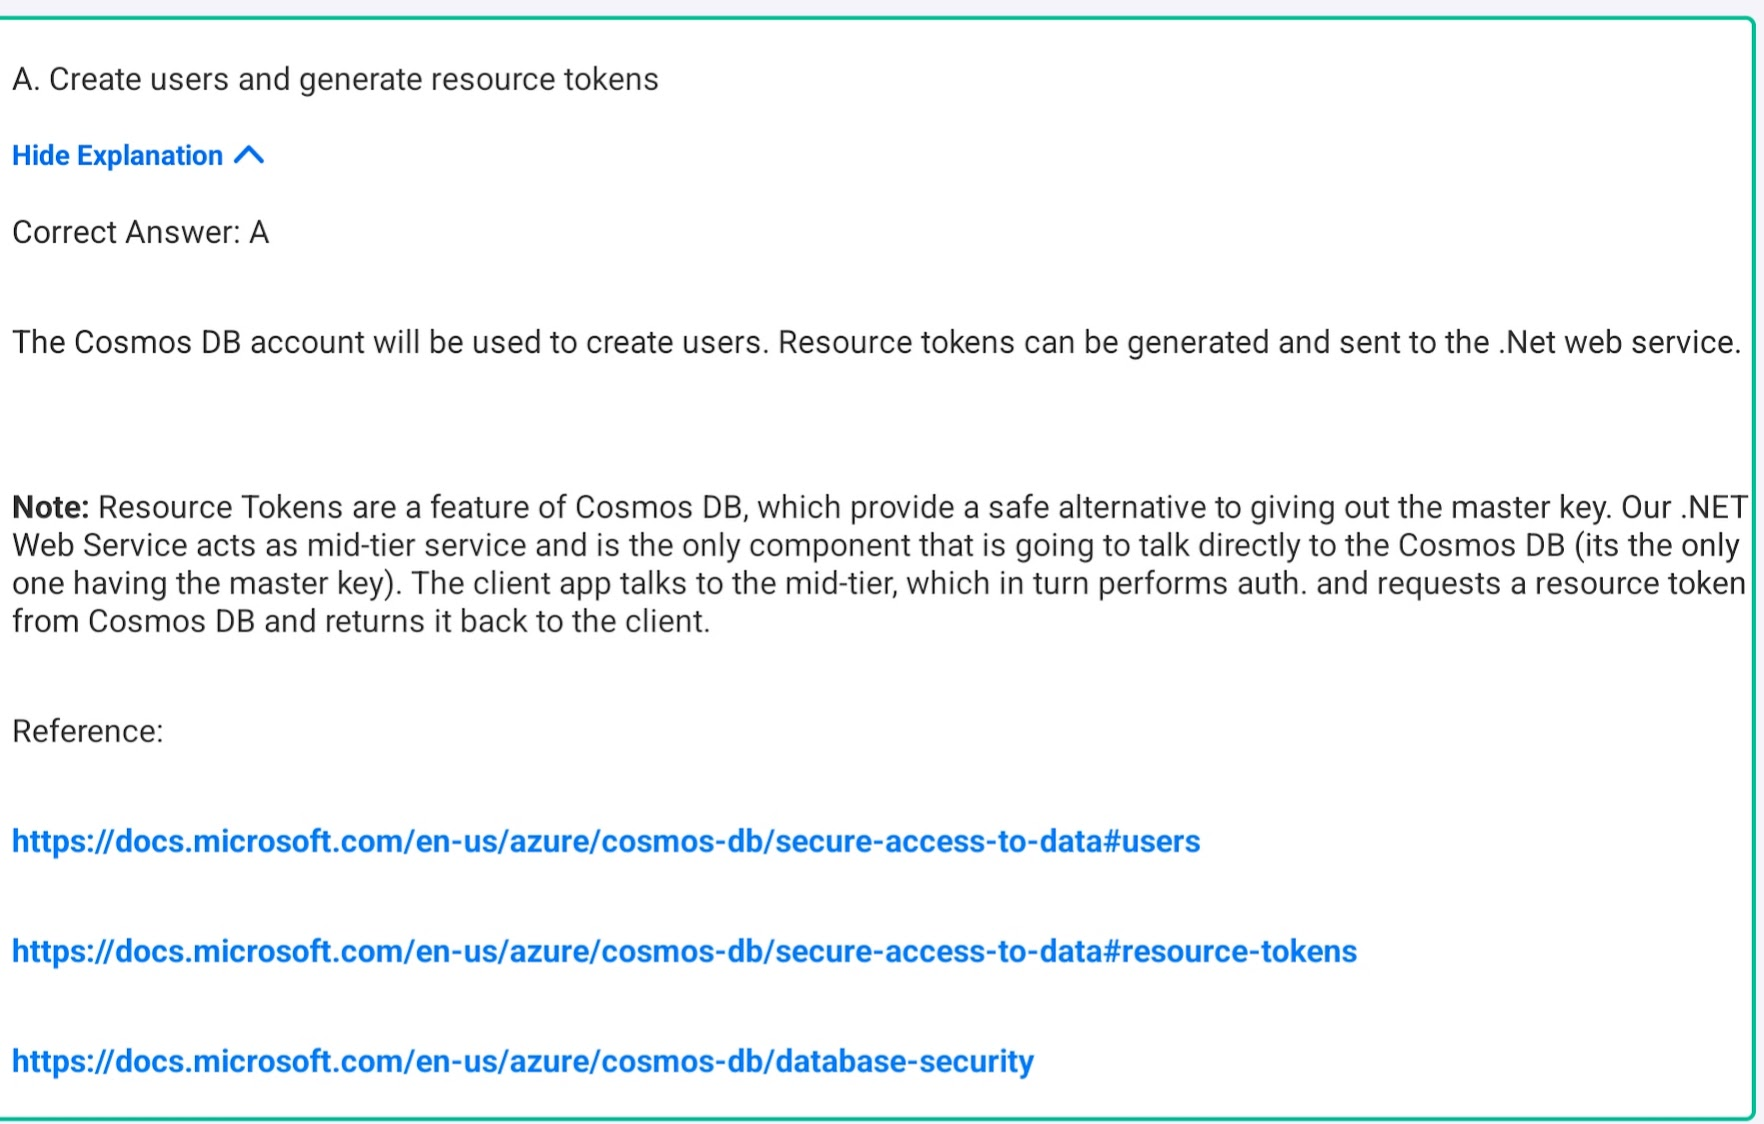 A. Create users and generate resource tokens
Hide Explanation
Correct Answer: A
The Cosmos DB account will be used to create users. Resource tokens can be generated and sent to the .Net web service.
Note: Resource Tokens are a feature of Cosmos DB, which provide a safe alternative to giving out the master key. Our .NET
Web Service acts as mid-tier service and is the only component that is going to talk directly to the Cosmos DB (its the only
one having the master key). The client app talks to the mid-tier, which in turn performs auth. and requests a resource token
from Cosmos DB and returns it back to the client.
Reference:
https://docs.microsoft.com/en-us/azure/cosmos-db/secure-access-to-data#users
https://docs.microsoft.com/en-us/azure/cosmos-db/secure-access-to-data#resource-tokens
https://docs.microsoft.com/en-us/azure/cosmos-db/database-security